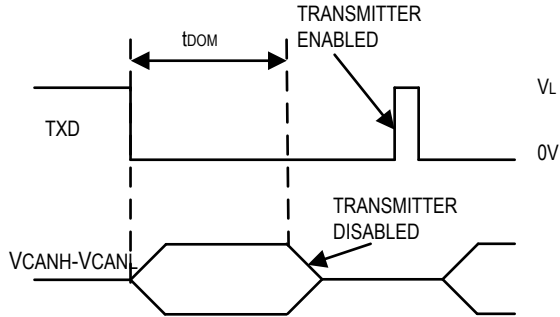 TRANSMITTER
ENABLED
tDOM
VL
TXD
0V
TRANSMITTER
DISABLED
VCANH-VCANL